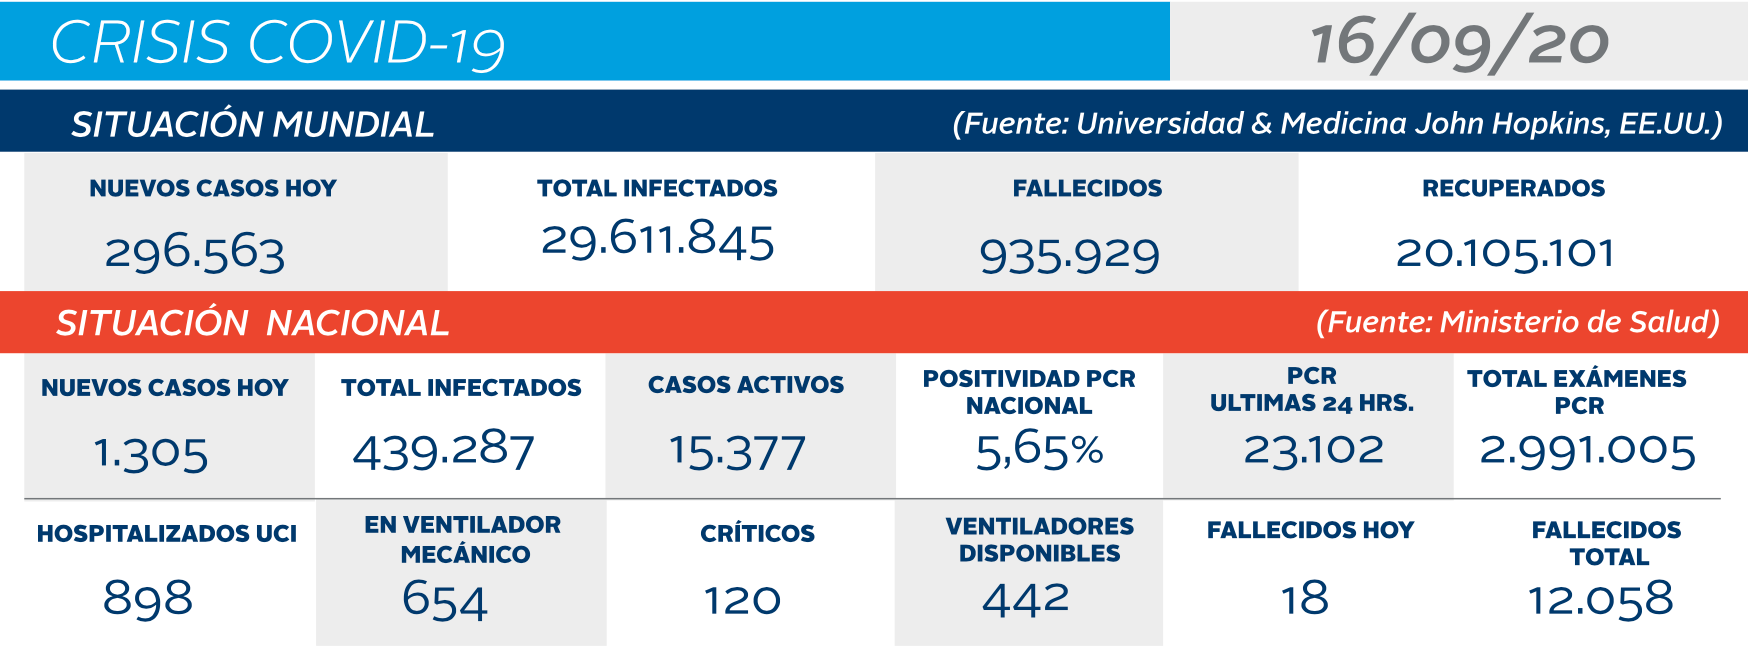 CRISIS COVID-19
16/09/20
SITUACIÓN MUNDIAL
(Fuente: Universidad & Medicina John Hopkins, EE.UU.)
NUEVOS CASOS HOY
296.563
TOTAL INFECTADOS
29.611.845
FALLECIDOS
935.929
RECUPERADOS
20.105.101
SITUACIÓN NACIONAL
(Fuente: Ministerio de Salud)
NUEVOS CASOS HOY
1.305
TOTAL INFECTADOS
439.287
CASOS ACTIVOS
15.377
POSITIVIDAD PCR
NACIONAL
5,65%
PCR
ULTIMAS 24 HRS.
23.102
TOTAL EXÁMENES
PCR
2.991.005
HOSPITALIZADOS UCI
898
EN VENTILADOR
MECÁNICO
654
CRÍTICOS
120
VENTILADORES
DISPONIBLES
442
FALLECIDOS HOY
18
FALLECIDOS
TOTAL
12.058